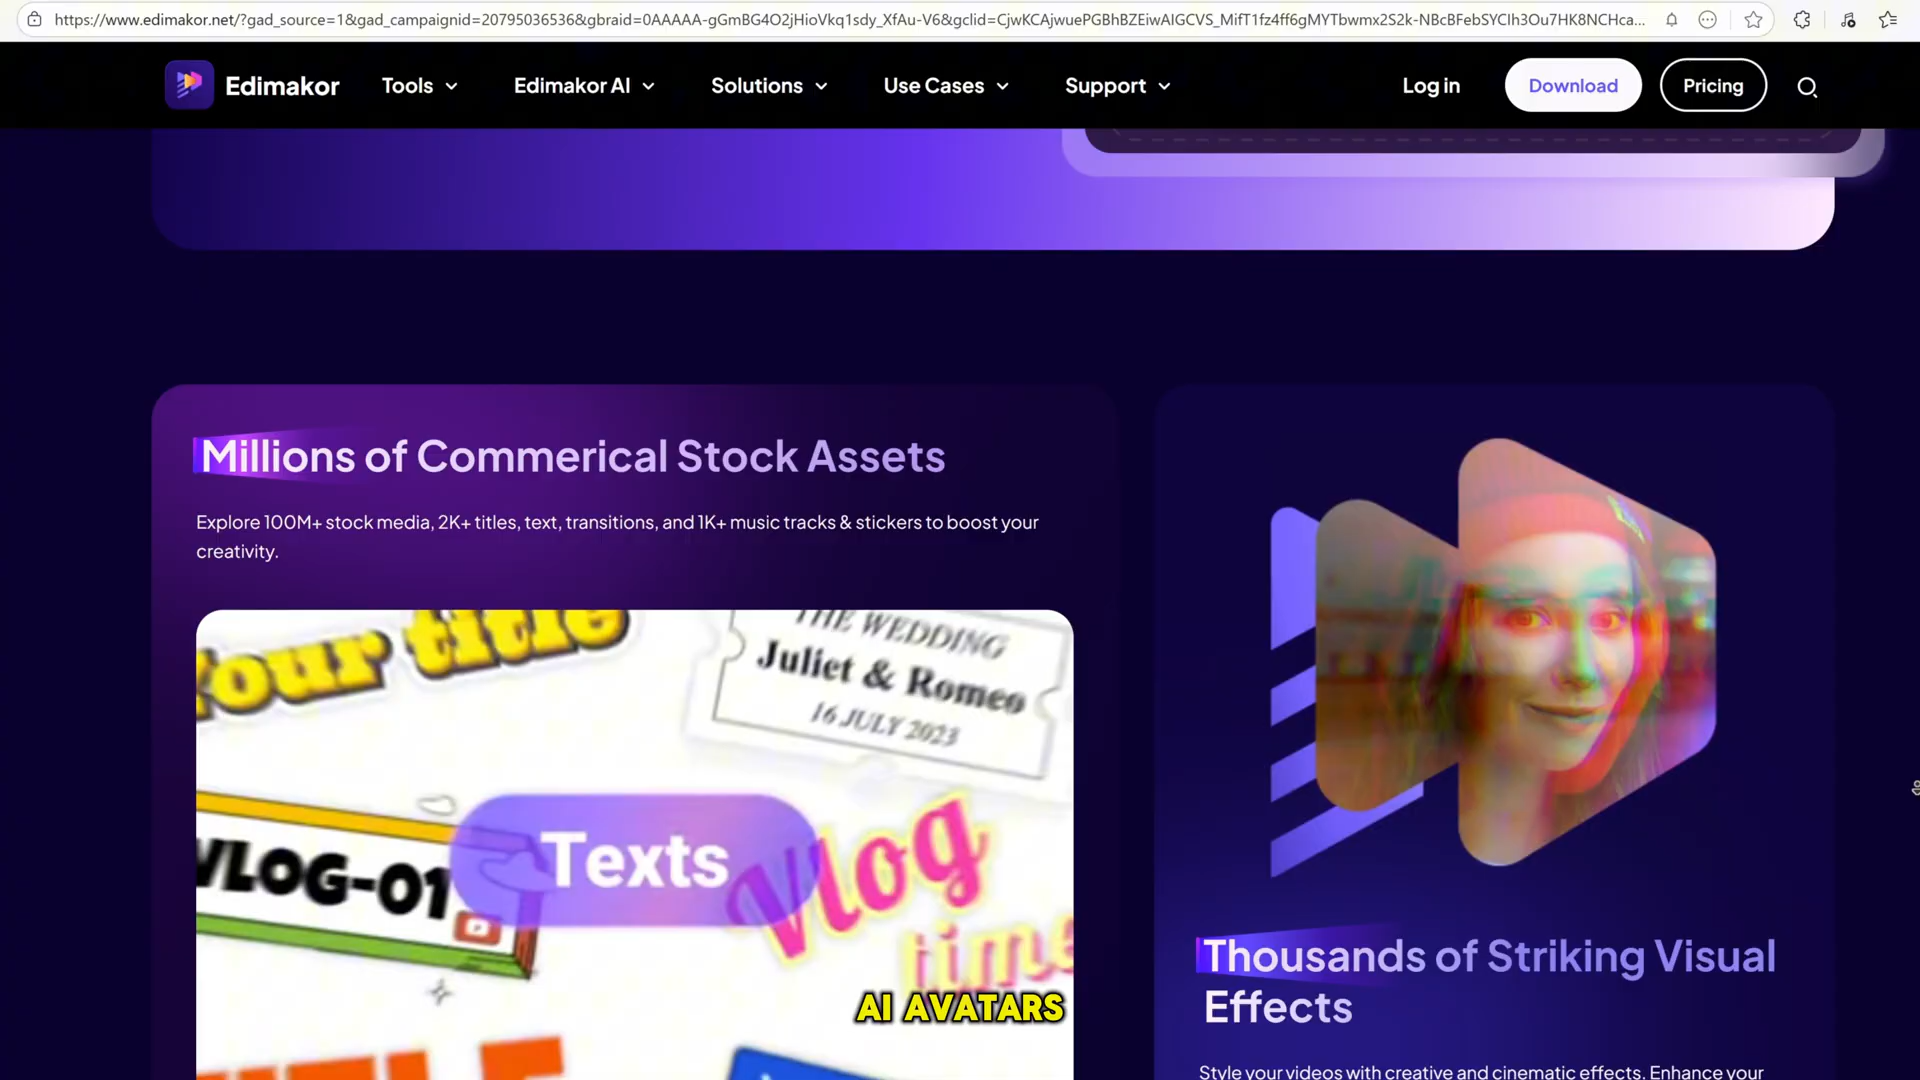 https://www.edimakor.net/?gad_source=1&gad_campaignid=20795036536&gbraid=0AAAAA-gGmBG4O2jHioVkq1sdy_XfAu-V6&gclid=CjwKCAjwuePGBhBZEiwAIGCVS_MifT1fz4ff6gMYTbwmx2S2k-NBcBFebSYCIh3Ou7HK8NCHca...
Edimakor
Tools
Edimakor AI
Solutions
Use Cases
Support
Log in
Download
Pricing
Millions of Commerical Stock Assets
Explore 100M+ stock media, 2K+ titles, text, transitions, and 1K+ music tracks & stickers to boost your
creativity.
Your title
THE WEDDING
Juliet & Romeo
16 JULY 2023
VLOG-01
Texts
Vlog
time
AI AVATARS
Thousands of Striking Visual
Effects
Style your videos with creative and cinematic effects. Enhance your